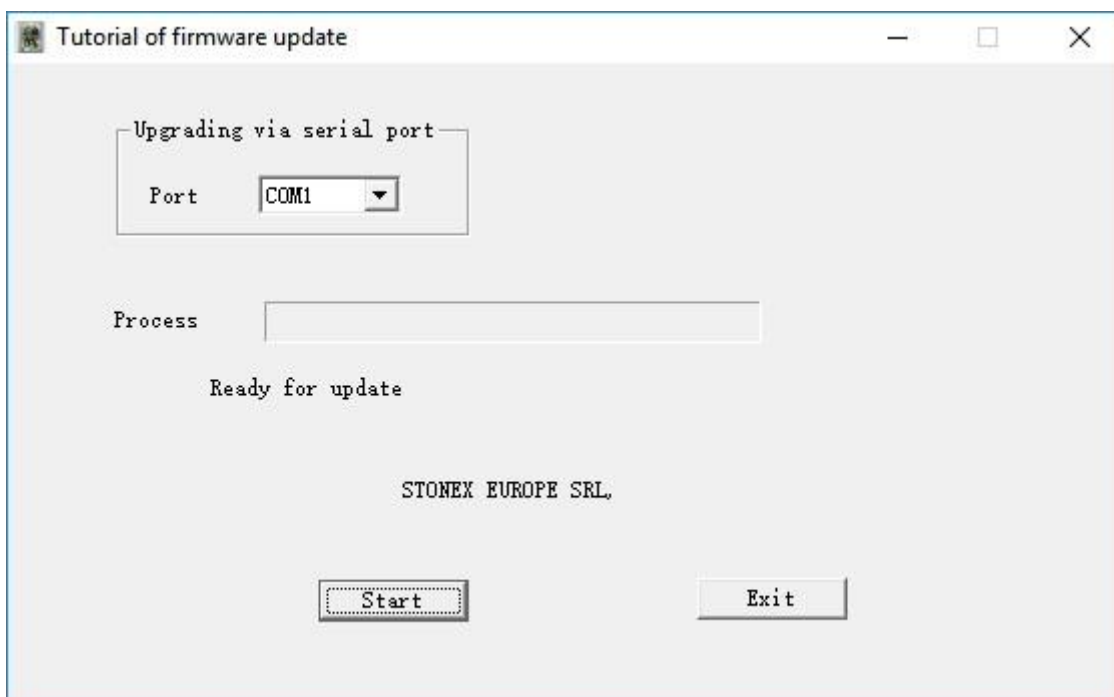 Tutorial of firmware update
Upgrading via serial port
Port COM1
Process
Ready for update
STONEX EUROPE SRL,
Start Exit